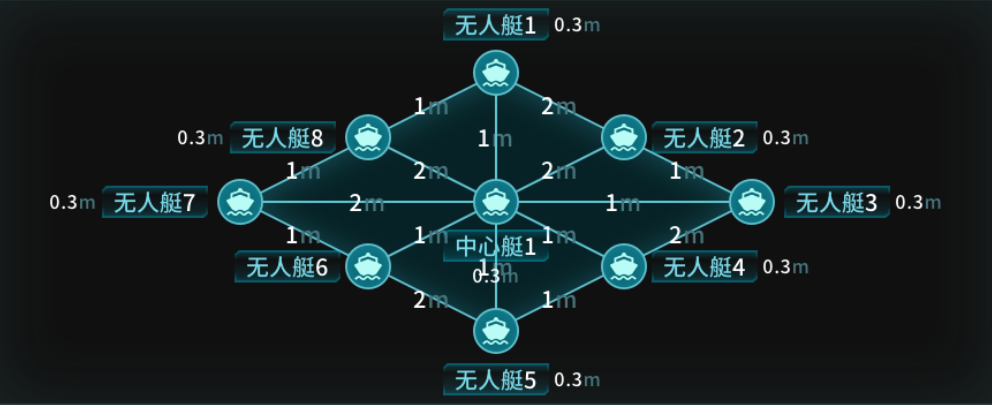 无人艇1 0.3m
1m 2m
0.3m 无人艇8 1m 无人艇2 0.3m
1m 2m 2m 1m
0.3m 无人艇7 2m 1m 无人艇3 0.3m
1m 1m 1m 2m
中心艇1
无人艇6 1m 无人艇4 0.3m
0.3m
2m 1m
无人艇5 0.3m